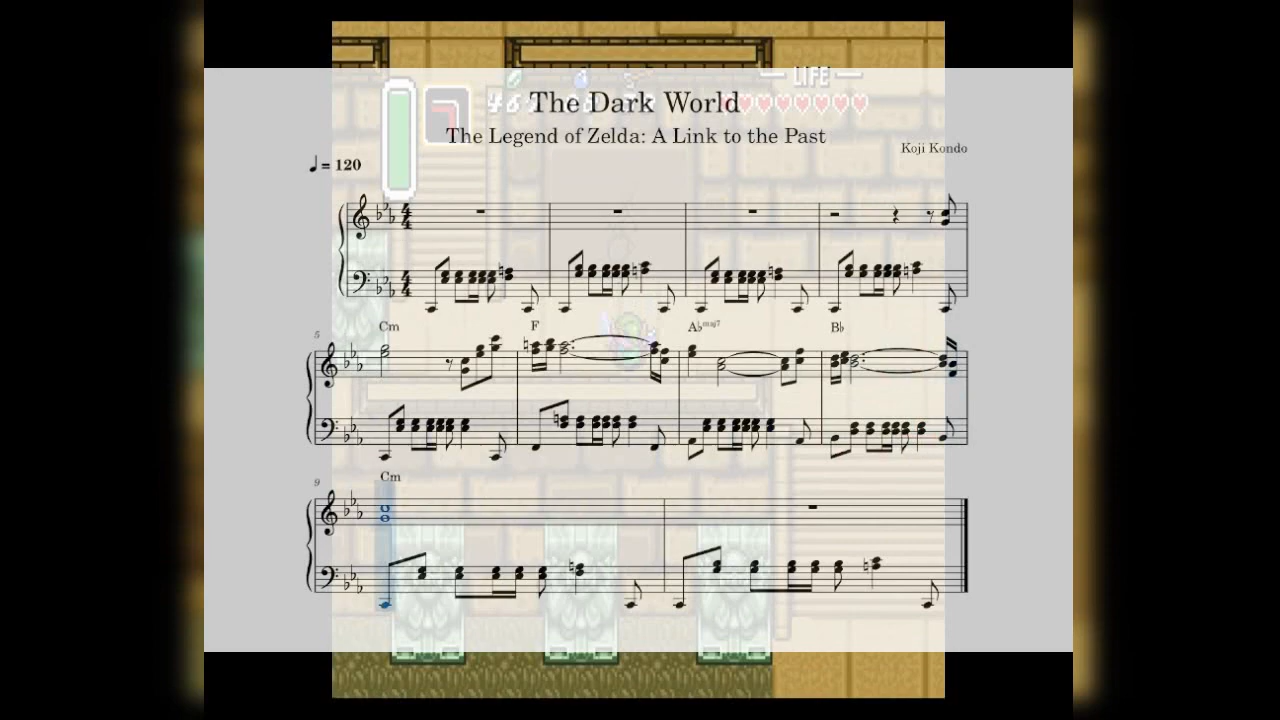 LIFE
The Dark World
The Legend of Zelda: A Link to the Past
Koji Kondo
♩= 120
5
Cm
F
A♭maj7
B♭
9
Cm